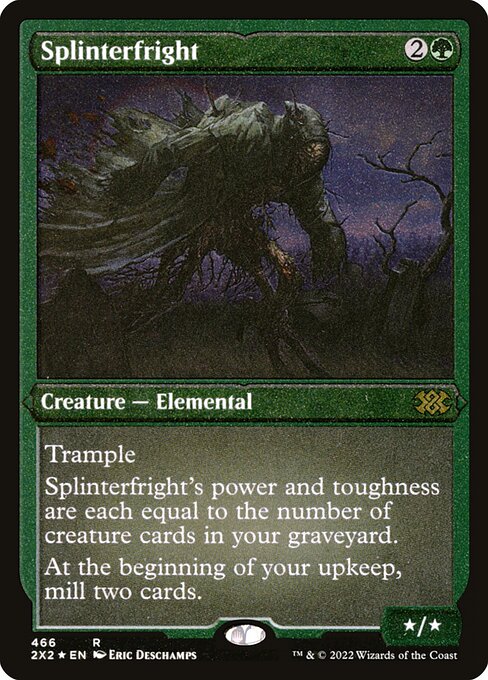 Splinterfright 2
Creature — Elemental
Trample
Splinterfright's power and toughness
are each equal to the number of
creature cards in your graveyard.
At the beginning of your upkeep,
mill two cards.
★/★
466 R
2X2 ★ EN Eric Deschamps
™ & © 2022 Wizards of the Coast